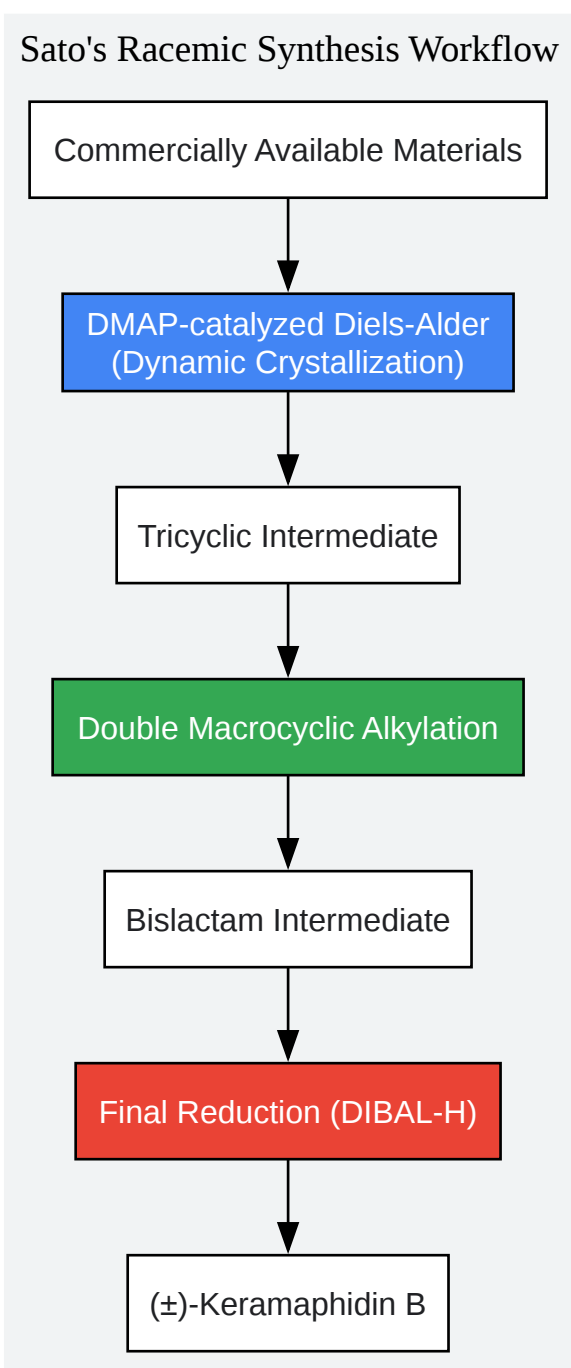 Sato's Racemic Synthesis Workflow
Commercially Available Materials
DMAP-catalyzed Diels-Alder
(Dynamic Crystallization)
Tricyclic Intermediate
Double Macrocyclic Alkylation
Bislactam Intermediate
Final Reduction (DIBAL-H)
(±)-Keramaphidin B